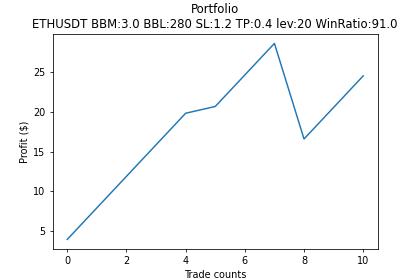 Portfolio
ETHUSDT BBM:3.0 BBL:280 SL:1.2 TP:0.4 lev:20 WinRatio:91.0
25
20
15
10
5
Profit ($)
0 2 4 6 8 10
Trade counts